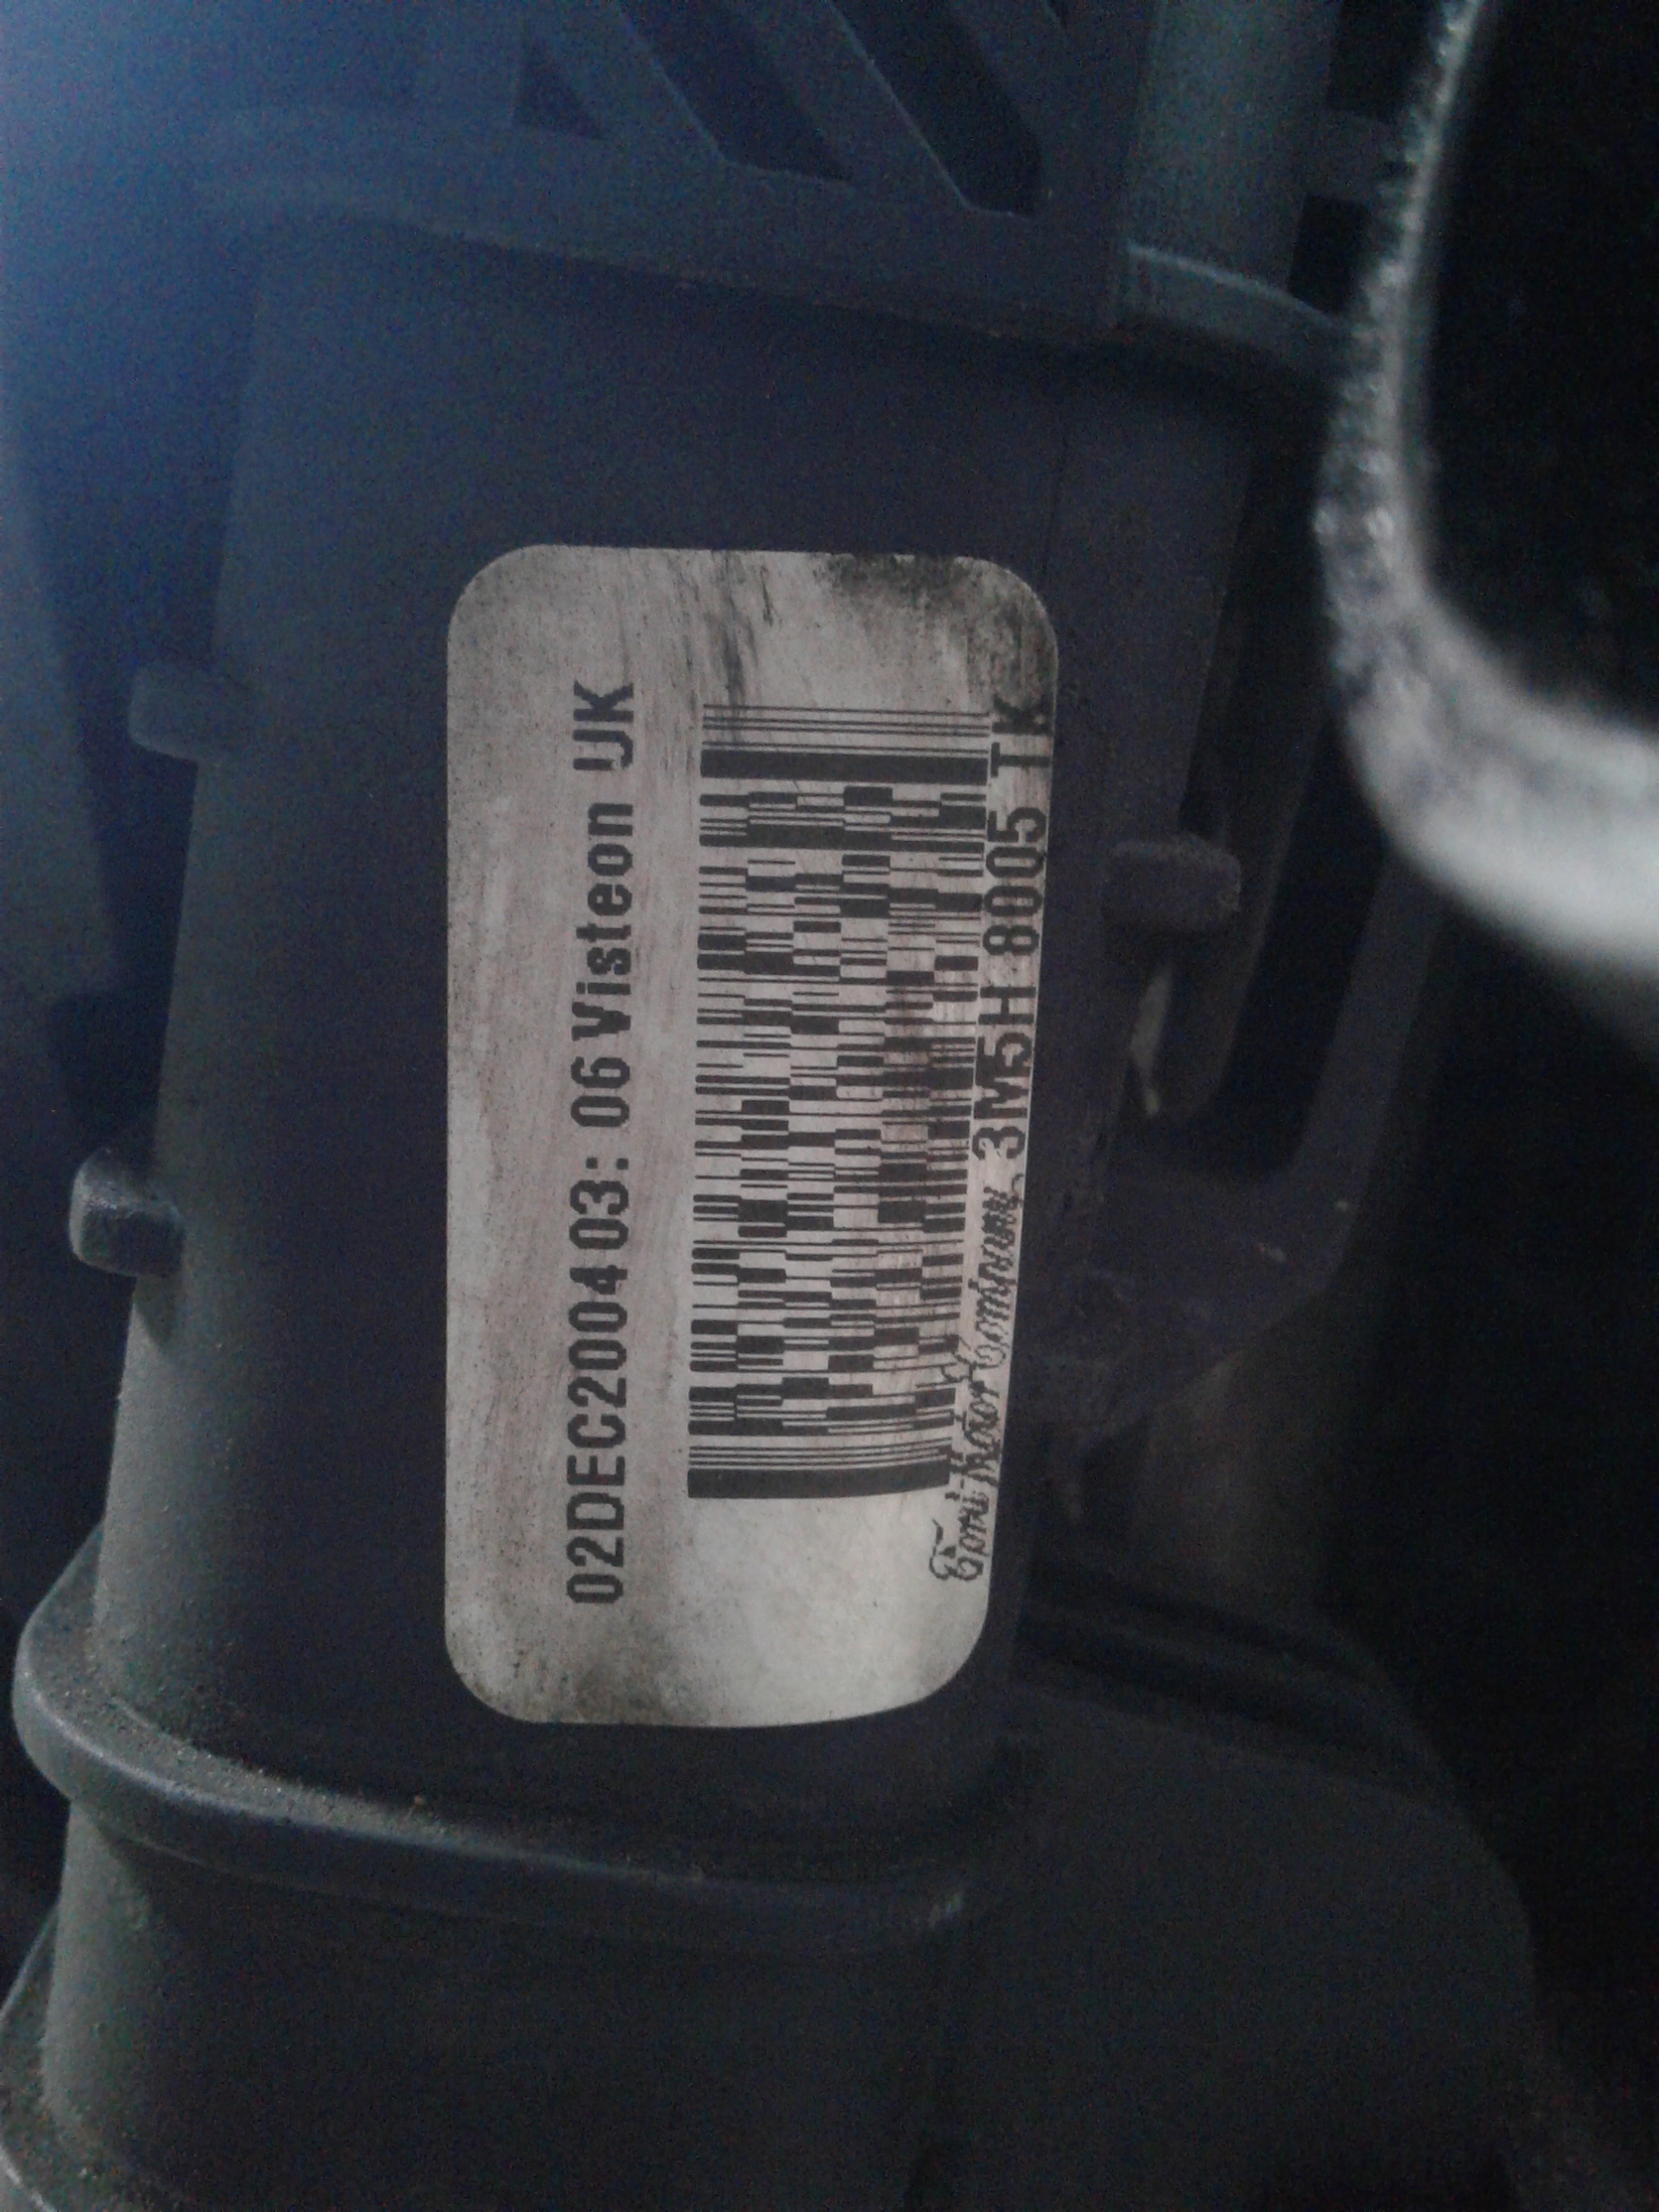 02DEC2004 03: 06 Visteon UK
Ford Motor Company, 3M5H 8005 TK